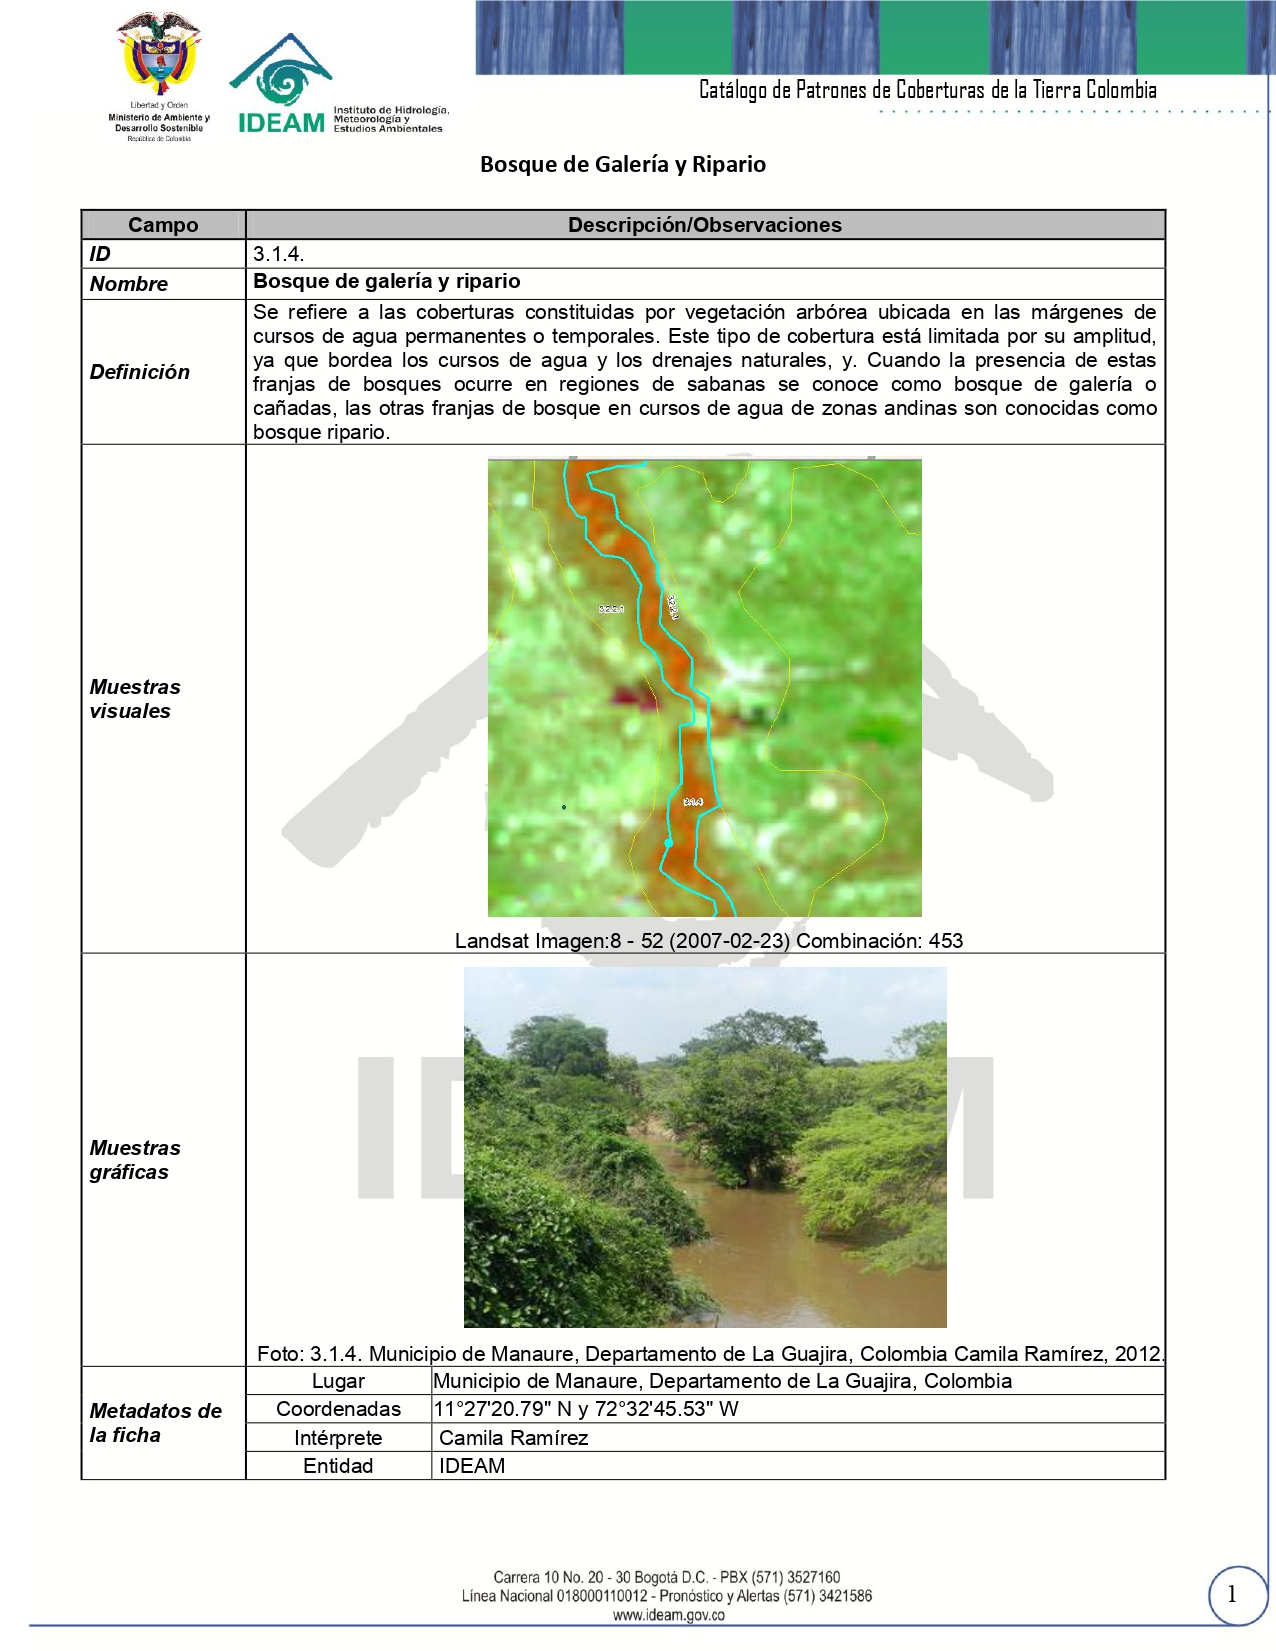 Libertad y Orden
Ministerio de Ambiente y
Desarrollo Sostenible
República de Colombia
IDEAM
Instituto de Hidrología,
Meteorología y
Estudios Ambientales
Catálogo de Patrones de Coberturas de la Tierra Colombia
Bosque de Galería y Ripario
Campo Descripción/Observaciones
ID 3.1.4.
Nombre Bosque de galería y ripario
Definición
Se refiere a las coberturas constituidas por vegetación arbórea ubicada en las márgenes de
cursos de agua permanentes o temporales. Este tipo de cobertura está limitada por su amplitud,
ya que bordea los cursos de agua y los drenajes naturales, y. Cuando la presencia de estas
franjas de bosques ocurre en regiones de sabanas se conoce como bosque de galería o
cañadas, las otras franjas de bosque en cursos de agua de zonas andinas son conocidas como
bosque ripario.
Muestras
visuales
3.2.2.1
3.2.2.1
3.1.4
Landsat Imagen:8 - 52 (2007-02-23) Combinación: 453
Muestras
gráficas
Foto: 3.1.4. Municipio de Manaure, Departamento de La Guajira, Colombia Camila Ramírez, 2012.
Metadatos de
la ficha
Lugar Municipio de Manaure, Departamento de La Guajira, Colombia
Coordenadas 11°27'20.79" N y 72°32'45.53" W
Intérprete Camila Ramírez
Entidad IDEAM
Carrera 10 No. 20 - 30 Bogotá D.C. - PBX (571) 3527160
Línea Nacional 018000110012 - Pronóstico y Alertas (571) 3421586
www.ideam.gov.co
1